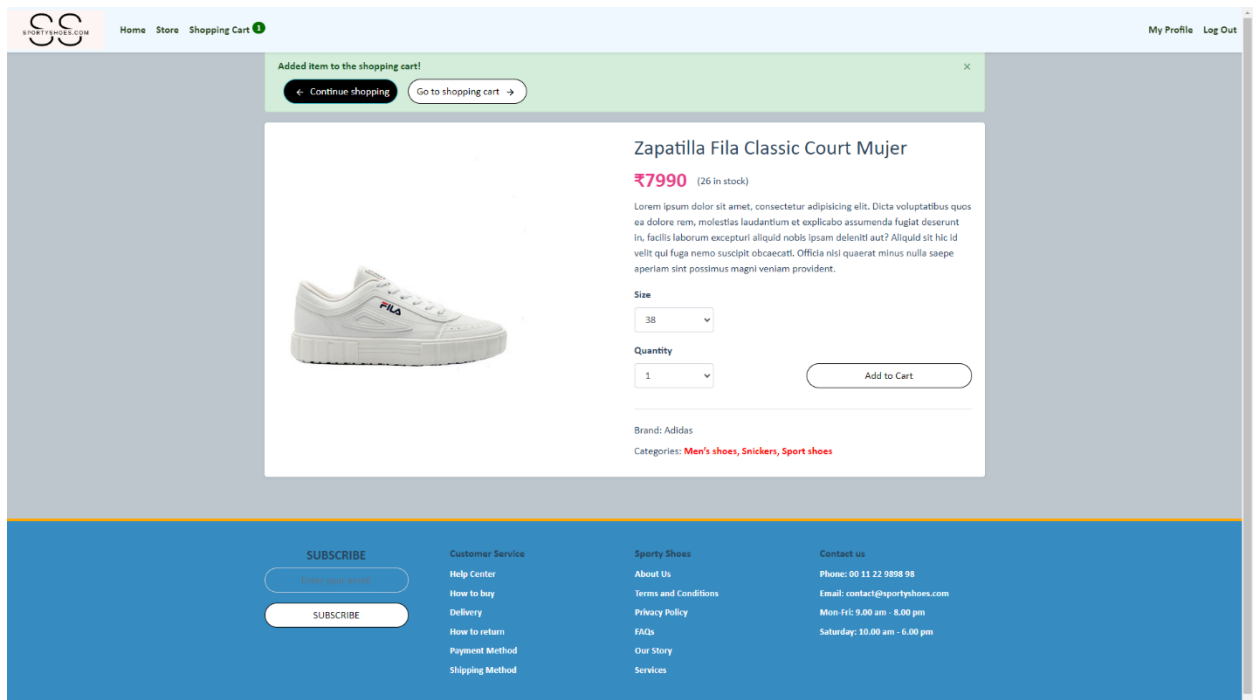 SS
SPORTYSHOES.COM
Home Store Shopping Cart 1
My Profile Log Out
Added item to the shopping cart!
×
← Continue shopping
Go to shopping cart →
Zapatilla Fila Classic Court Mujer
₹7990 (26 in stock)
Lorem ipsum dolor sit amet, consectetur adipisicing elit. Dicta voluptatibus quos
ea dolore rem, molestias laudantium et explicabo assumenda fugiat deserunt
in, facilis laborum excepturi aliquid nobis ipsam deleniti aut? Aliquid sit hic id
velit qui fuga nemo suscipit obcaecati. Officia nisi quaerat minus nulla saepe
aperiam sint possimus magni veniam provident.
Size
38
Quantity
1
Add to Cart
FILA
Brand: Adidas
Categories: Men's shoes, Snickers, Sport shoes
SUBSCRIBE
Enter your email
SUBSCRIBE
Customer Service
Help Center
How to buy
Delivery
How to return
Payment Method
Shipping Method
Sporty Shoes
About Us
Terms and Conditions
Privacy Policy
FAQs
Our Story
Services
Contact us
Phone: 00 11 22 9898 98
Email: contact@sportyshoes.com
Mon-Fri: 9.00 am - 8.00 pm
Saturday: 10.00 am - 6.00 pm